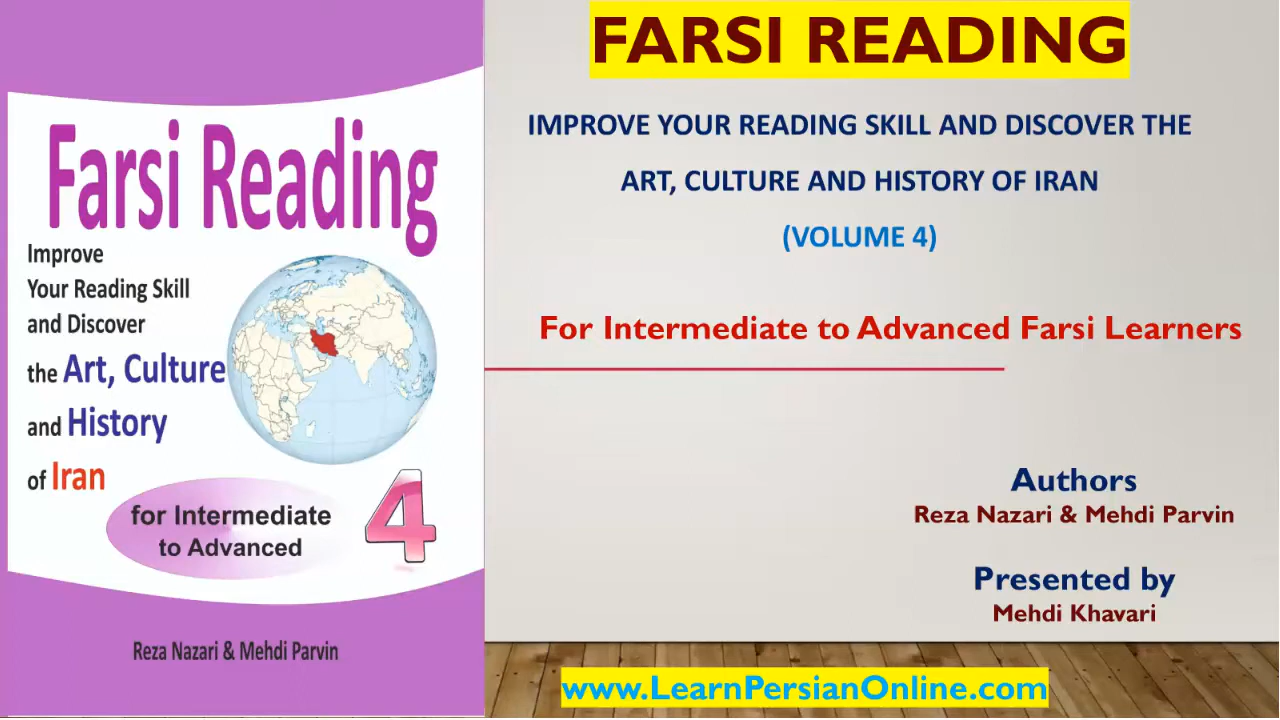 Farsi Reading
Improve
Your Reading Skill
and Discover
the Art, Culture
and History
of Iran
for Intermediate
to Advanced
4
Reza Nazari & Mehdi Parvin
FARSI READING
IMPROVE YOUR READING SKILL AND DISCOVER THE
ART, CULTURE AND HISTORY OF IRAN
(VOLUME 4)
For Intermediate to Advanced Farsi Learners
Authors
Reza Nazari & Mehdi Parvin
Presented by
Mehdi Khavari
www.LearnPersianOnline.com